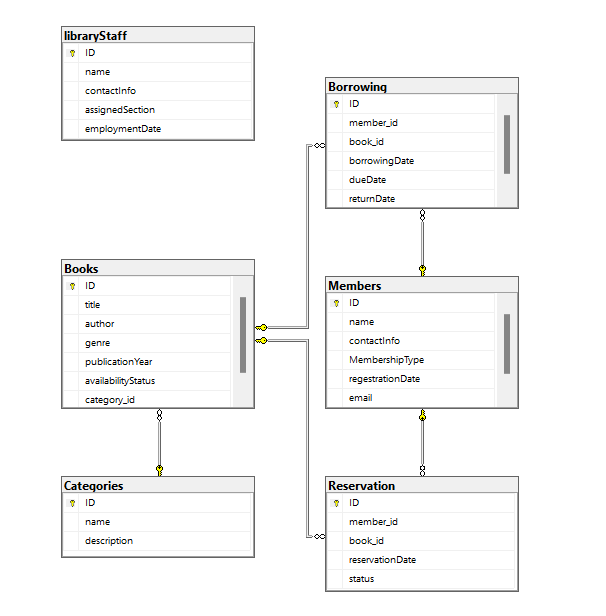 libraryStaff
ID
name
contactInfo
assignedSection
employmentDate
Borrowing
ID
member_id
book_id
borrowingDate
dueDate
returnDate
Books
ID
title
author
genre
publicationYear
availabilityStatus
category_id
Members
ID
name
contactInfo
MembershipType
regestrationDate
email
Categories
ID
name
description
Reservation
ID
member_id
book_id
reservationDate
status